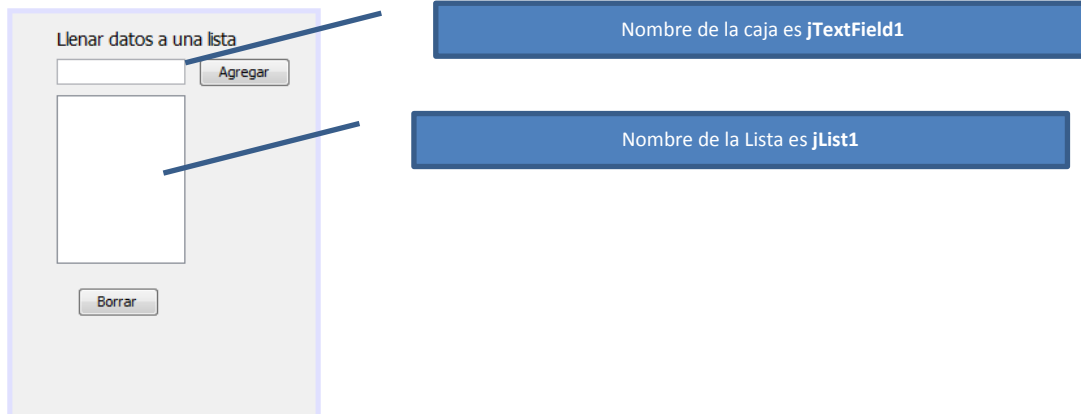 Nombre de la caja es jTextField1
Llenar datos a una lista
Agregar
Nombre de la Lista es jList1
Borrar